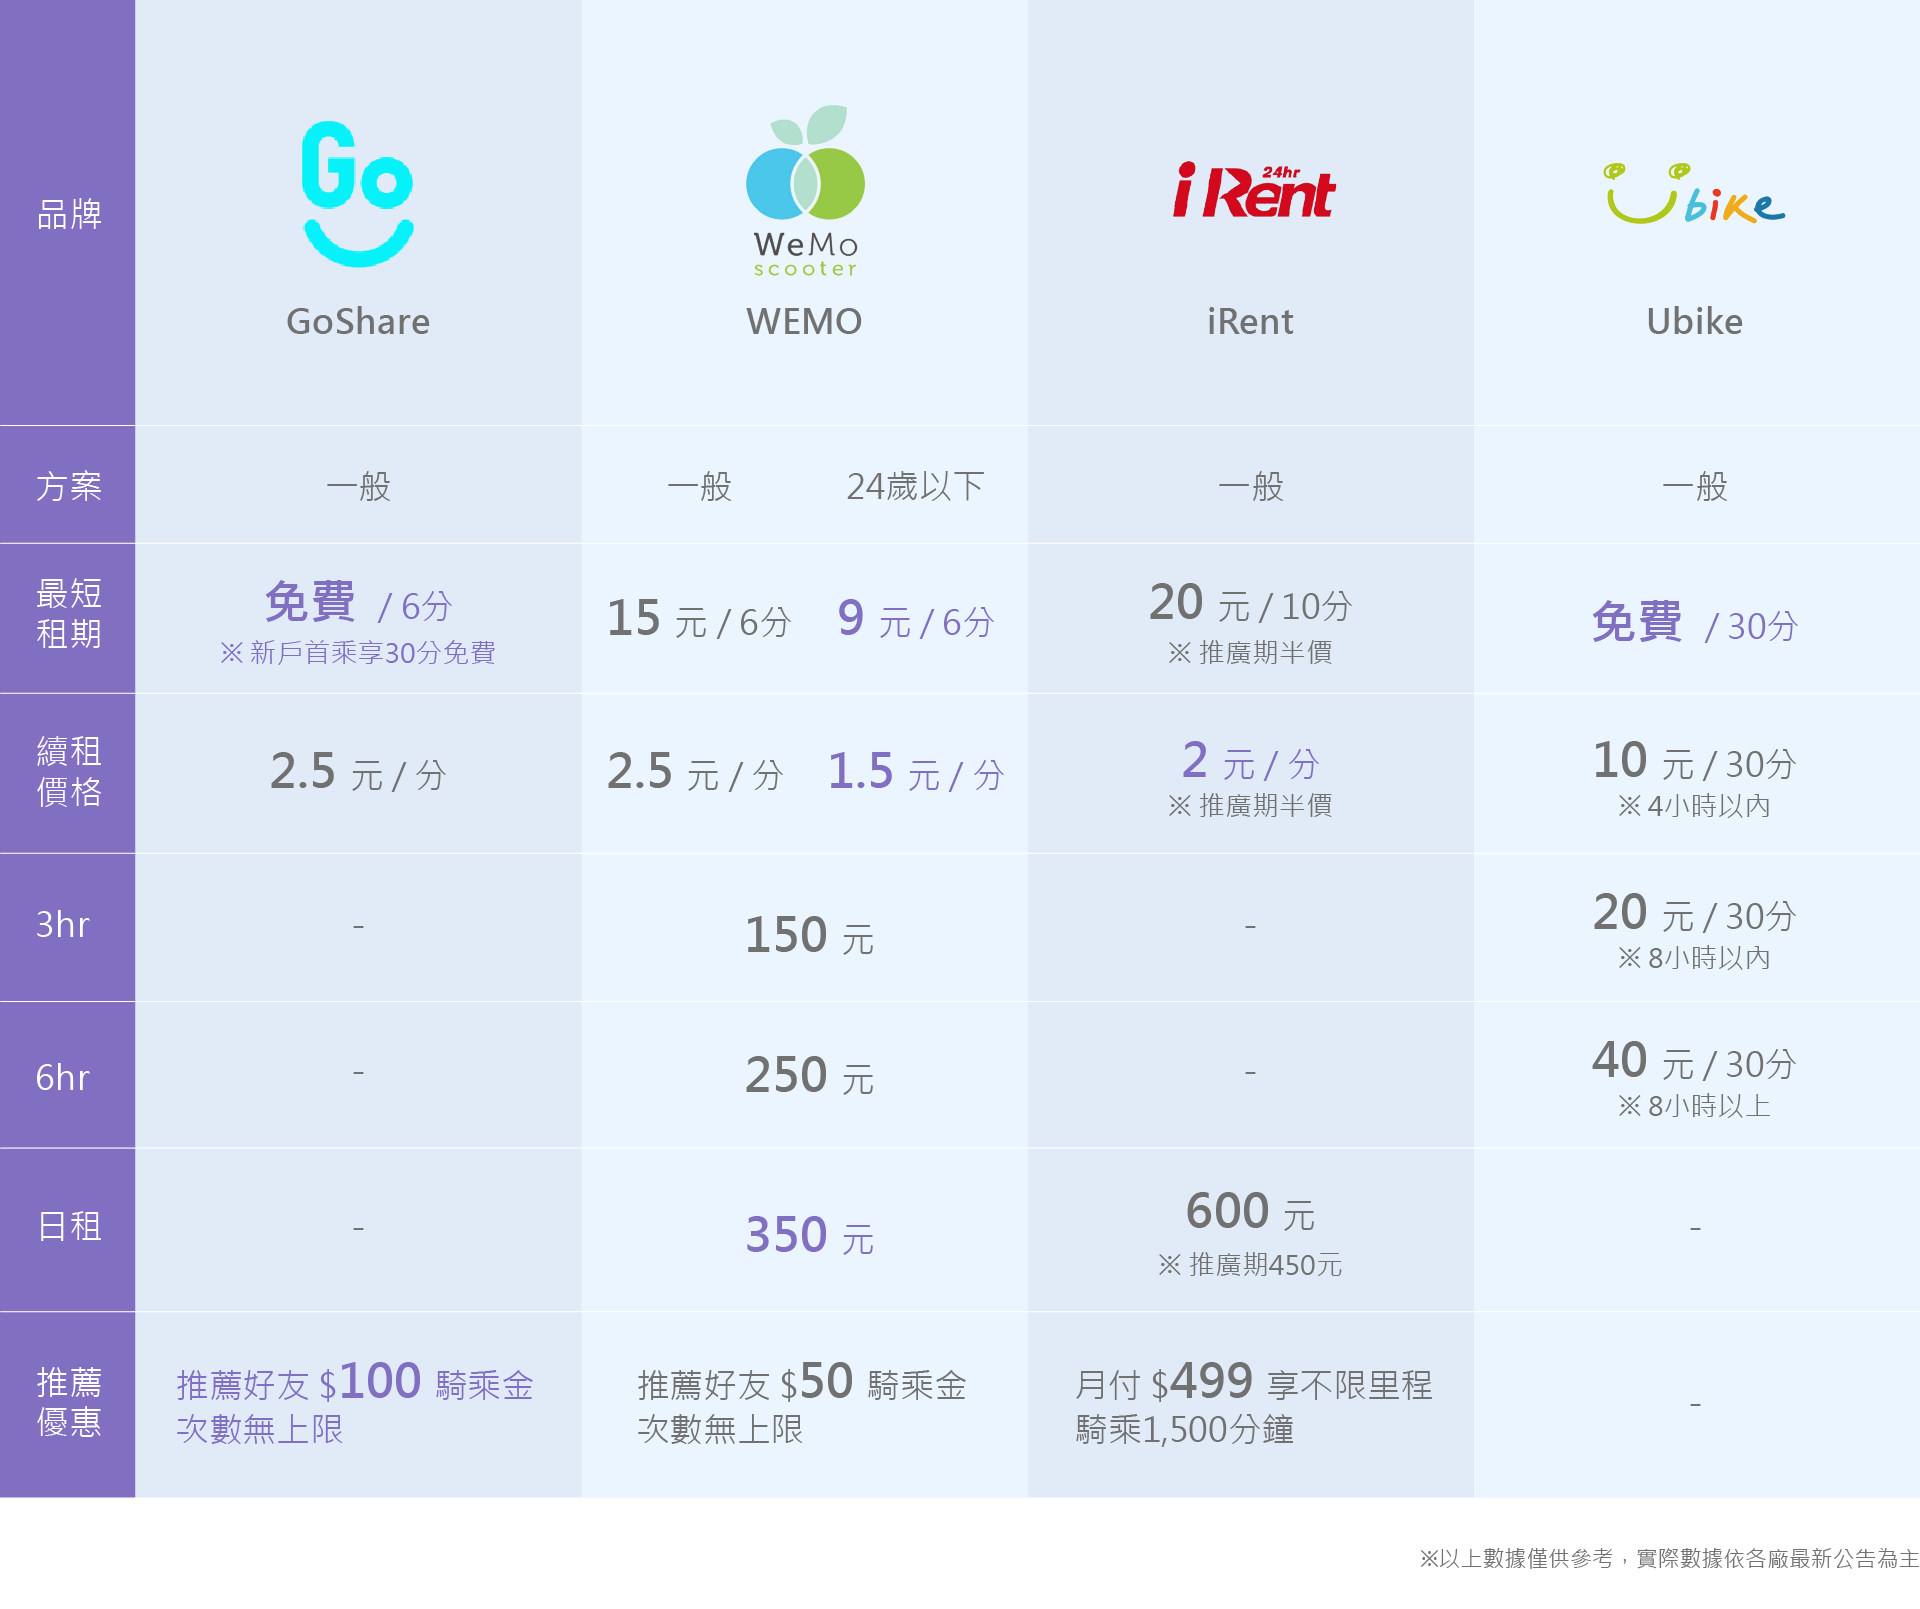 品牌
Go
GoShare
WeMo
scooter
WEMO
iRent
24hr
iRent
Ubike
Ubike
方案
一般
一般
24歲以下
一般
一般
最短
租期
免費 / 6分
※ 新戶首乘享30分免費
15 元 / 6分
9 元 / 6分
20 元 / 10分
※ 推廣期半價
免費 / 30分
續租
價格
2.5 元 / 分
2.5 元 / 分
1.5 元 / 分
2 元 / 分
※ 推廣期半價
10 元 / 30分
※ 4小時以內
3hr
-
150 元
-
20 元 / 30分
※ 8小時以內
6hr
-
250 元
-
40 元 / 30分
※ 8小時以上
日租
-
350 元
600 元
※ 推廣期450元
-
推薦
優惠
推薦好友 $100 騎乘金
次數無上限
推薦好友 $50 騎乘金
次數無上限
月付 $499 享不限里程
騎乘1,500分鐘
-
※以上數據僅供參考，實際數據依各廠最新公告為主